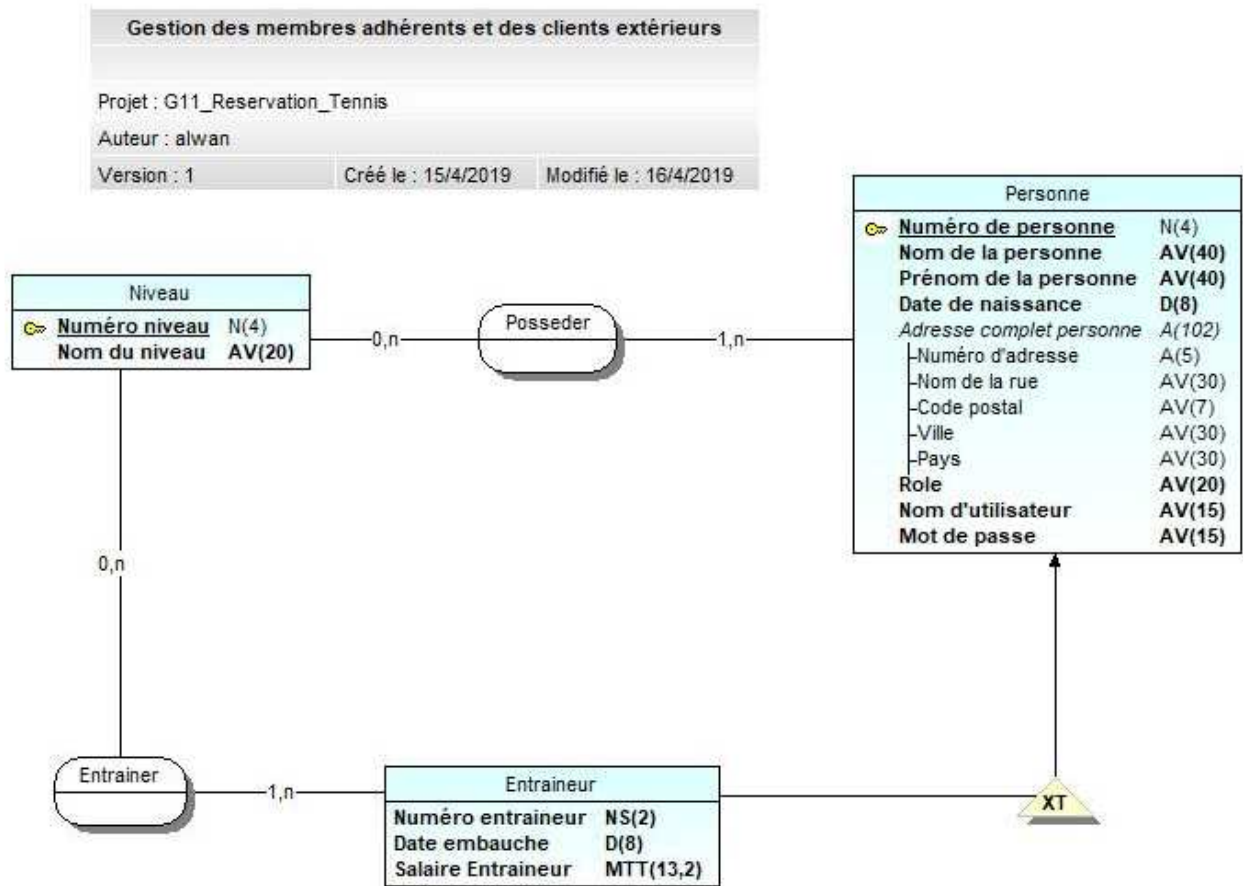 Gestion des membres adhérents et des clients extèrieurs
Projet : G11_Reservation_Tennis
Auteur : alwan
Version : 1 Créé le : 15/4/2019 Modifié le : 16/4/2019
Personne
Numéro de personne N(4)
Nom de la personne AV(40)
Prénom de la personne AV(40)
Date de naissance D(8)
Adresse complet personne A(102)
Numéro d'adresse A(5)
Nom de la rue AV(30)
Code postal AV(7)
Ville AV(30)
Pays AV(30)
Role AV(20)
Nom d'utilisateur AV(15)
Mot de passe AV(15)
Niveau
Numéro niveau N(4)
Nom du niveau AV(20)
0,n
Posseder
1,n
0,n
Entrainer
1,n
Entraineur
Numéro entraineur NS(2)
Date embauche D(8)
Salaire Entraineur MTT(13,2)
XT